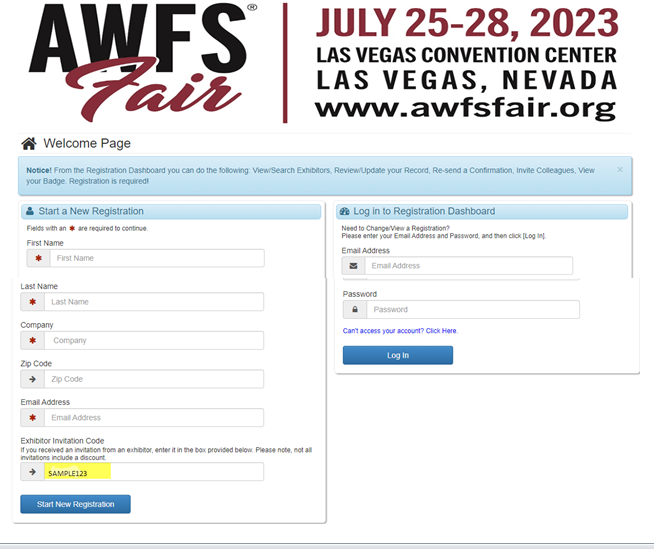 AWFS®
Fair
JULY 25-28, 2023
LAS VEGAS CONVENTION CENTER
LAS VEGAS, NEVADA
www.awfsfair.org
Welcome Page
Notice! From the Registration Dashboard you can do the following: View/Search Exhibitors, Review/Update your Record, Re-send a Confirmation, Invite Colleagues, View
your Badge. Registration is required!
×
Start a New Registration
Fields with an * are required to continue.
First Name
* First Name
Last Name
* Last Name
Company
* Company
Zip Code
Zip Code
Email Address
* Email Address
Exhibitor Invitation Code
If you received an invitation from an exhibitor, enter it in the box provided below. Please note, not all
invitations include a discount.
SAMPLE123
Start New Registration
Log in to Registration Dashboard
Need to Change/View a Registration?
Please enter your Email Address and Password, and then click [Log In].
Email Address
Email Address
Password
Password
Can't access your account? Click Here.
Log In